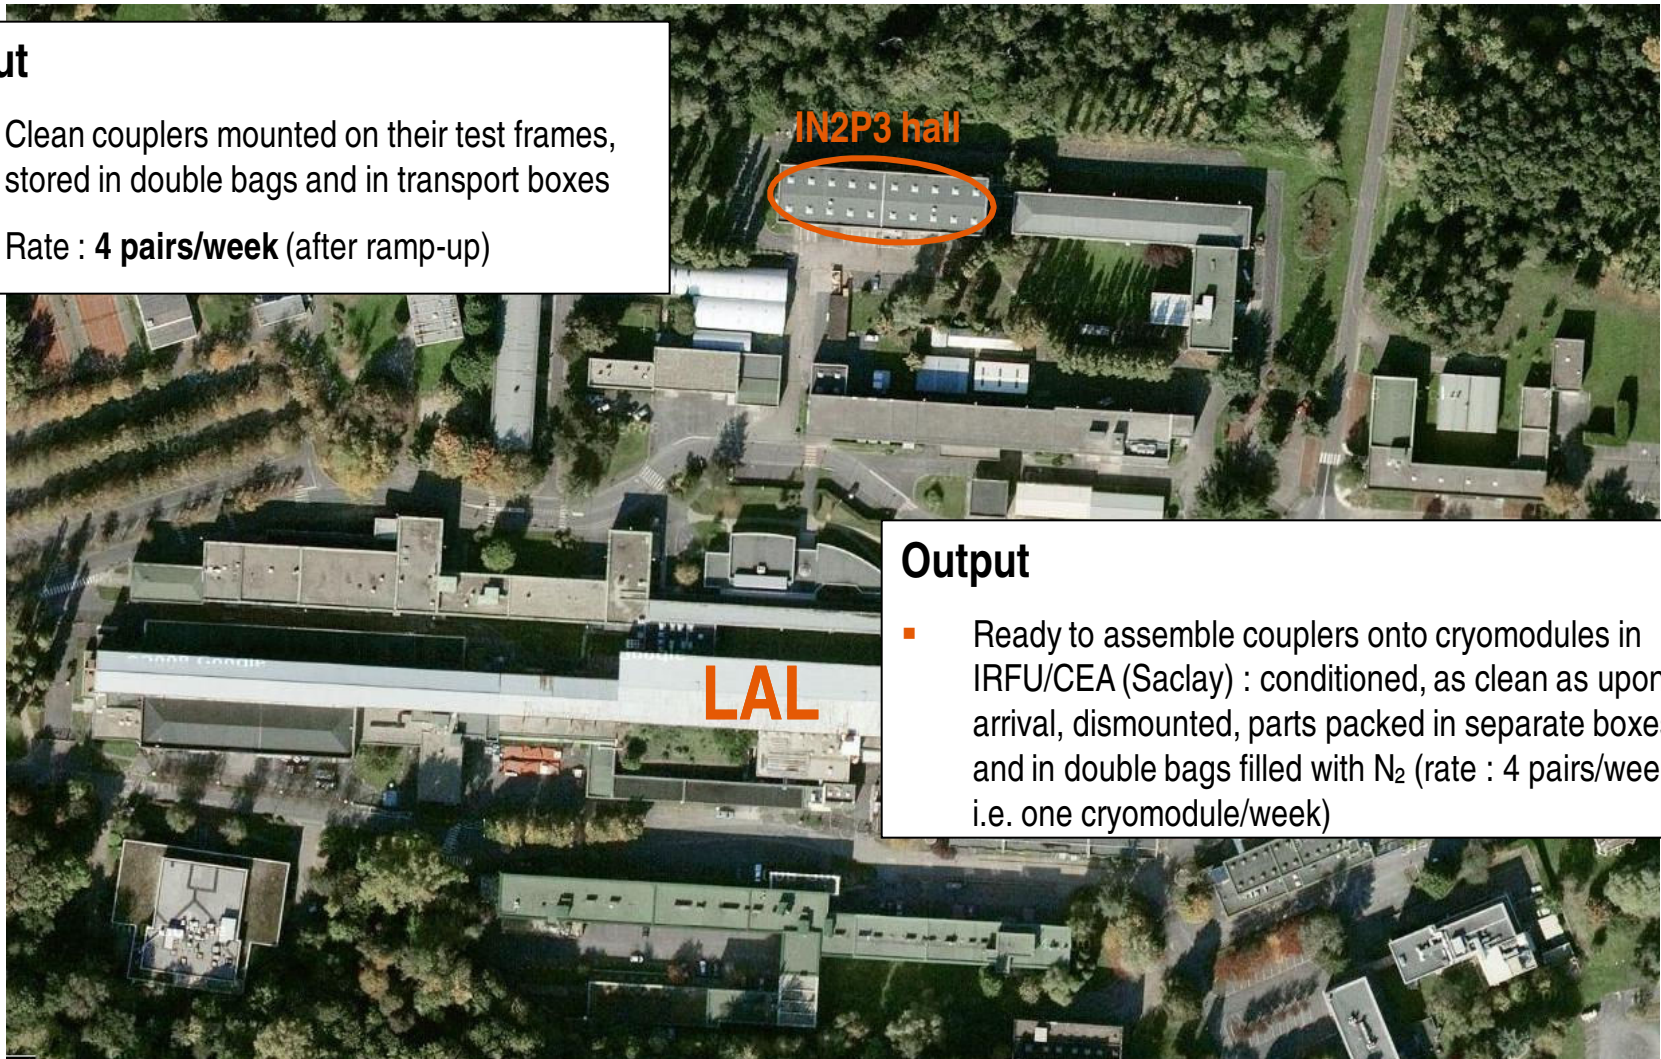 ut
Clean couplers mounted on their test frames,
stored in double bags and in transport boxes
Rate : 4 pairs/week (after ramp-up)
IN2P3 hall
LAL
Output
▪ Ready to assemble couplers onto cryomodules in
IRFU/CEA (Saclay) : conditioned, as clean as upon
arrival, dismounted, parts packed in separate boxe
and in double bags filled with N₂ (rate : 4 pairs/wee
i.e. one cryomodule/week)